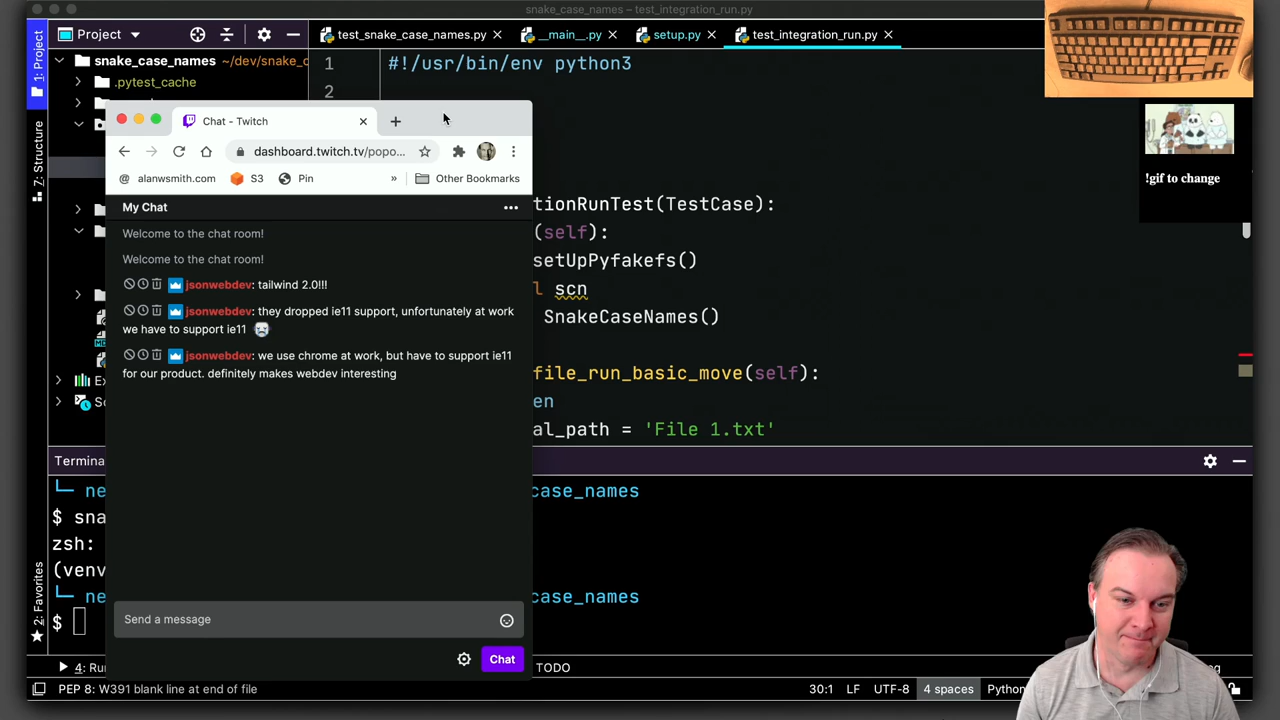 snake_case_names – test_integration_run.py
Project
test_snake_case_names.py
__main__.py
setup.py
test_integration_run.py
1: Project
snake_case_names ~/dev/snake_c
.pytest_cache
1
#!/usr/bin/env python3
2
Chat - Twitch
dashboard.twitch.tv/popo...
alanwsmith.com
S3
Pin
»
Other Bookmarks
My Chat
Welcome to the chat room!
Welcome to the chat room!
jsonwebdev: tailwind 2.0!!!
jsonwebdev: they dropped ie11 support, unfortunately at work
we have to support ie11
jsonwebdev: we use chrome at work, but have to support ie11
for our product. definitely makes webdev interesting
Send a message
Chat
!gif to change
7: Structure
tionRunTest(TestCase):
(self):
setUpPyfakefs()
l scn
SnakeCaseNames()
file_run_basic_move(self):
en
al_path = 'File 1.txt'
Ex
Sc
Termina
└─ ne
case_names
$ sna
zsh:
(venv
└─ ne
case_names
$
2: Favorites
4: Ru
TODO
PEP 8: W391 blank line at end of file
30:1
LF
UTF-8
4 spaces
Python